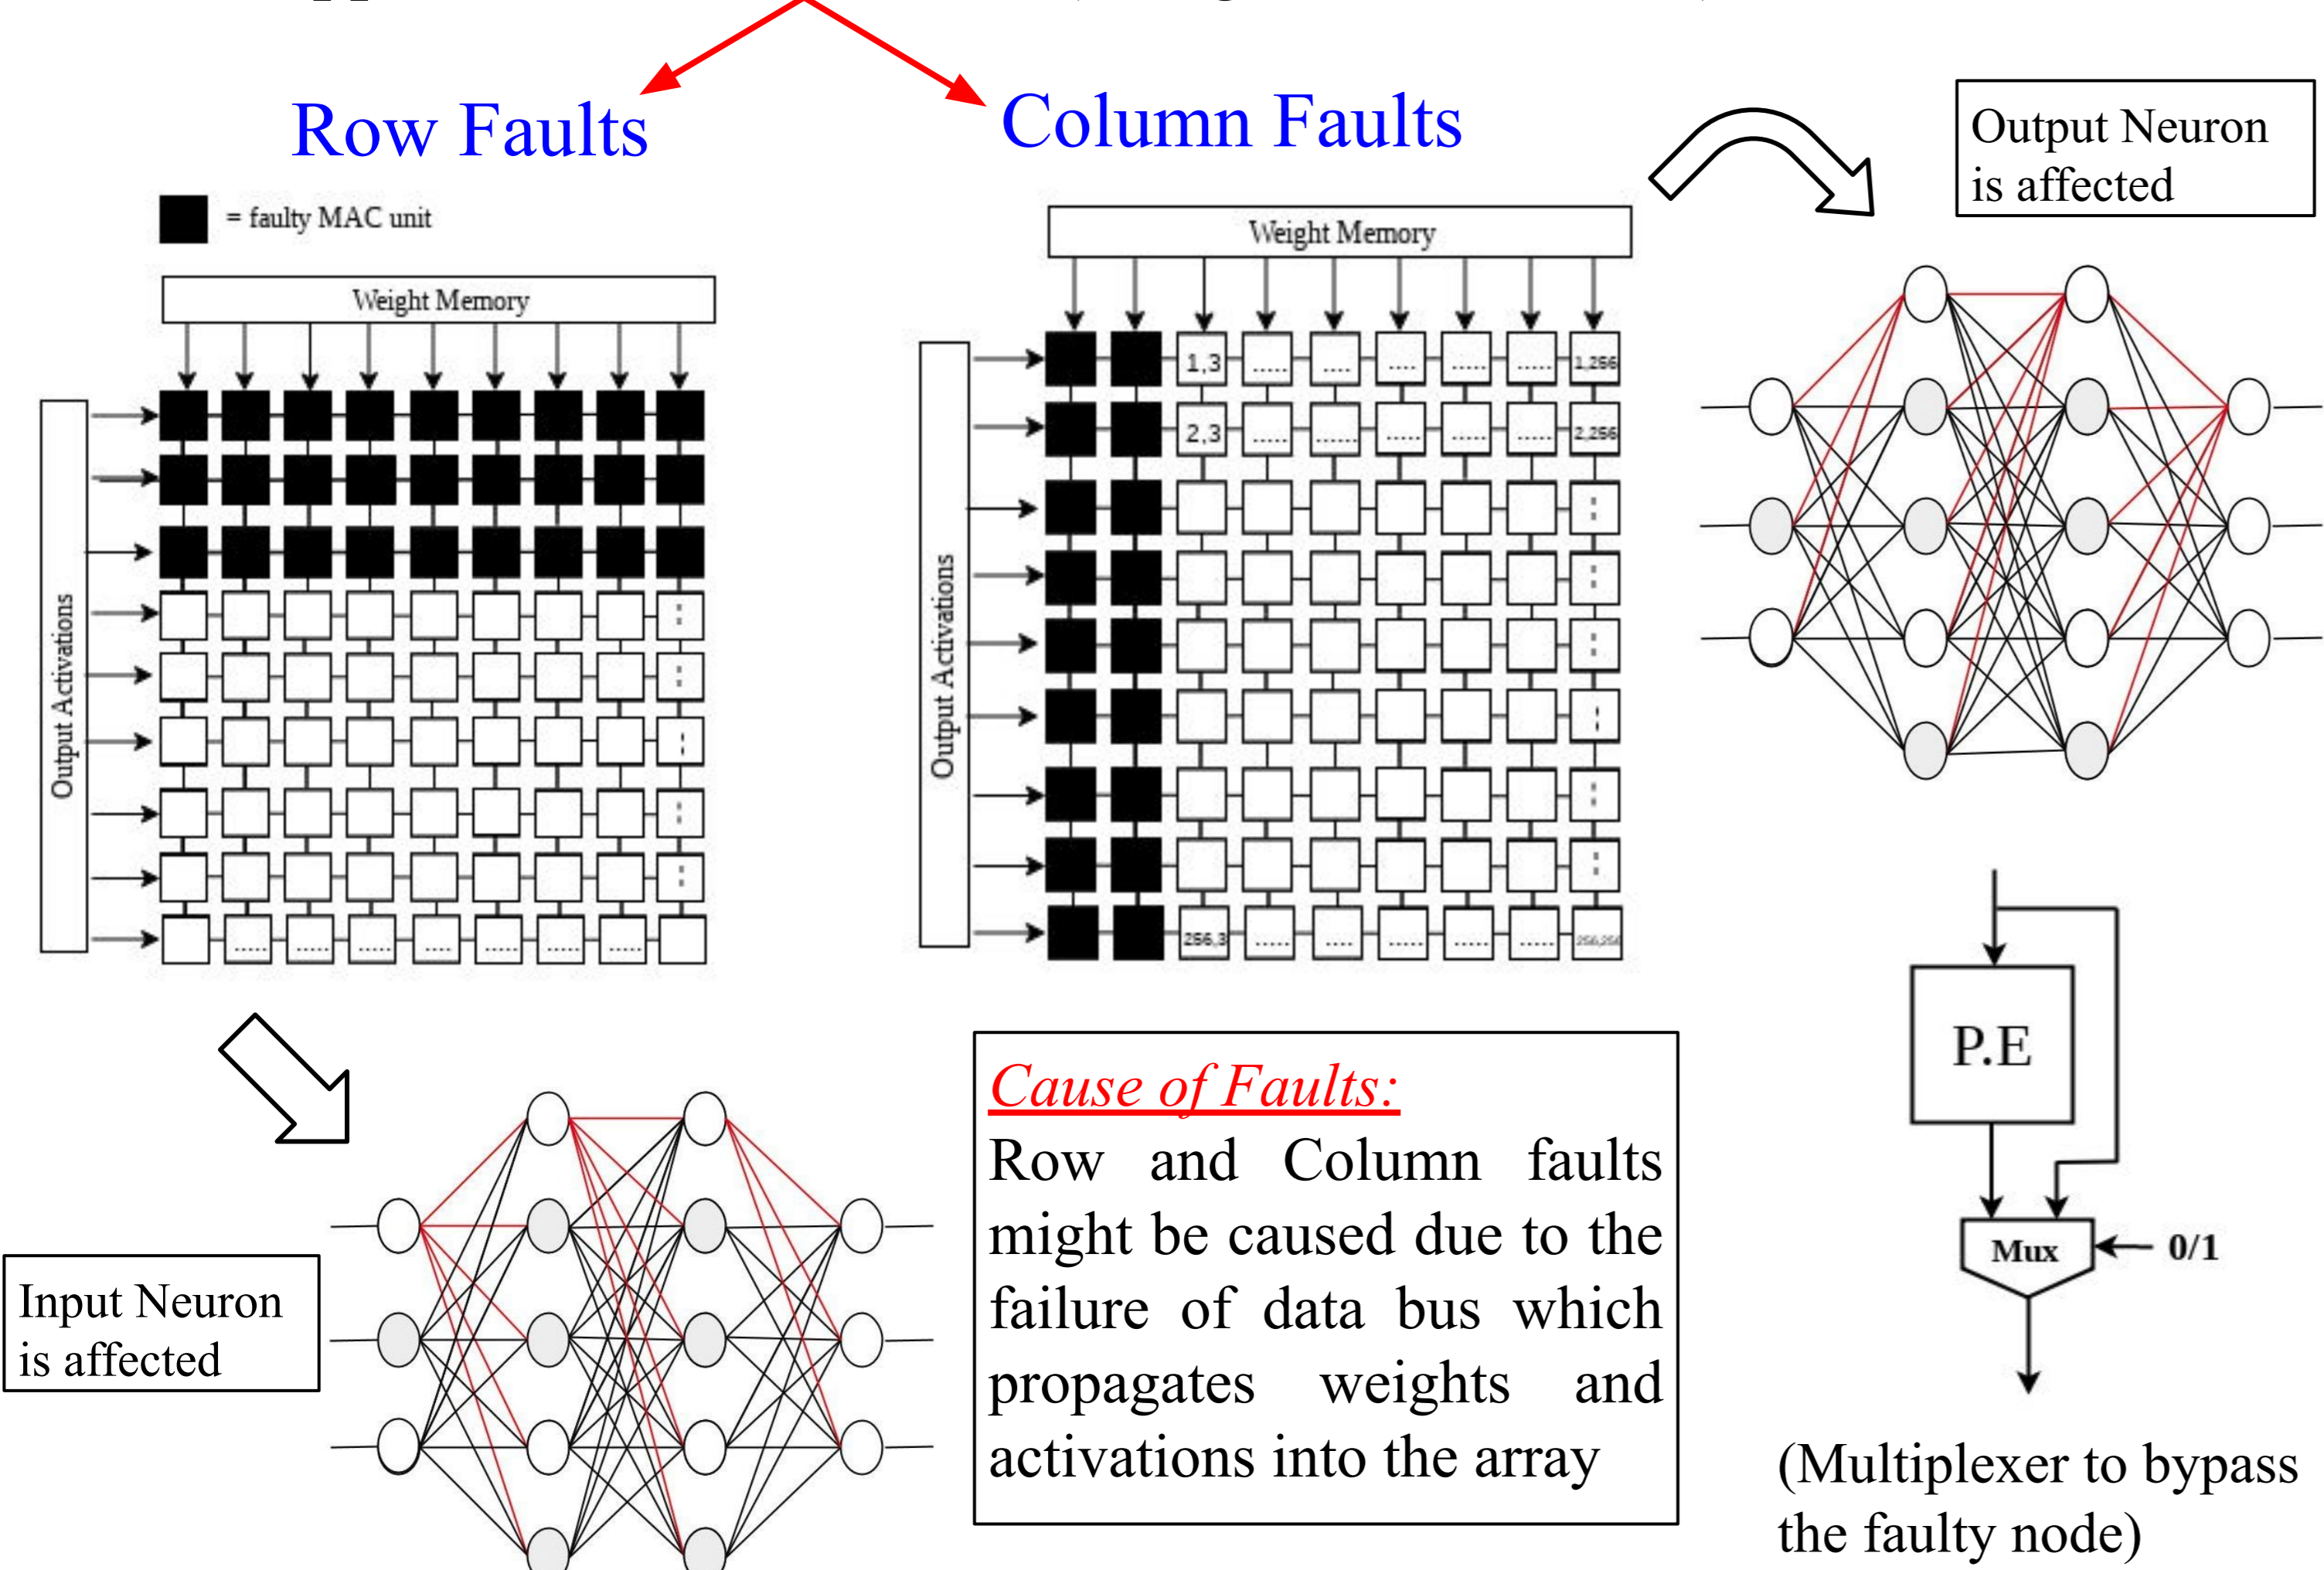 Row Faults
Column Faults
Output Neuron
is affected
= faulty MAC unit
Weight Memory
Output Activations
Weight Memory
Output Activations
1,3 ..... .... .... ..... ..... 1,256
2,3 ..... ...... ..... ..... ..... 2,256
256,3 ..... .... ..... ..... ..... 256,256
..... ..... .... .... ..... ..... .....
Input Neuron
is affected
Cause of Faults:
Row and Column faults
might be caused due to the
failure of data bus which
propagates weights and
activations into the array
P.E
Mux
0/1
(Multiplexer to bypass
the faulty node)